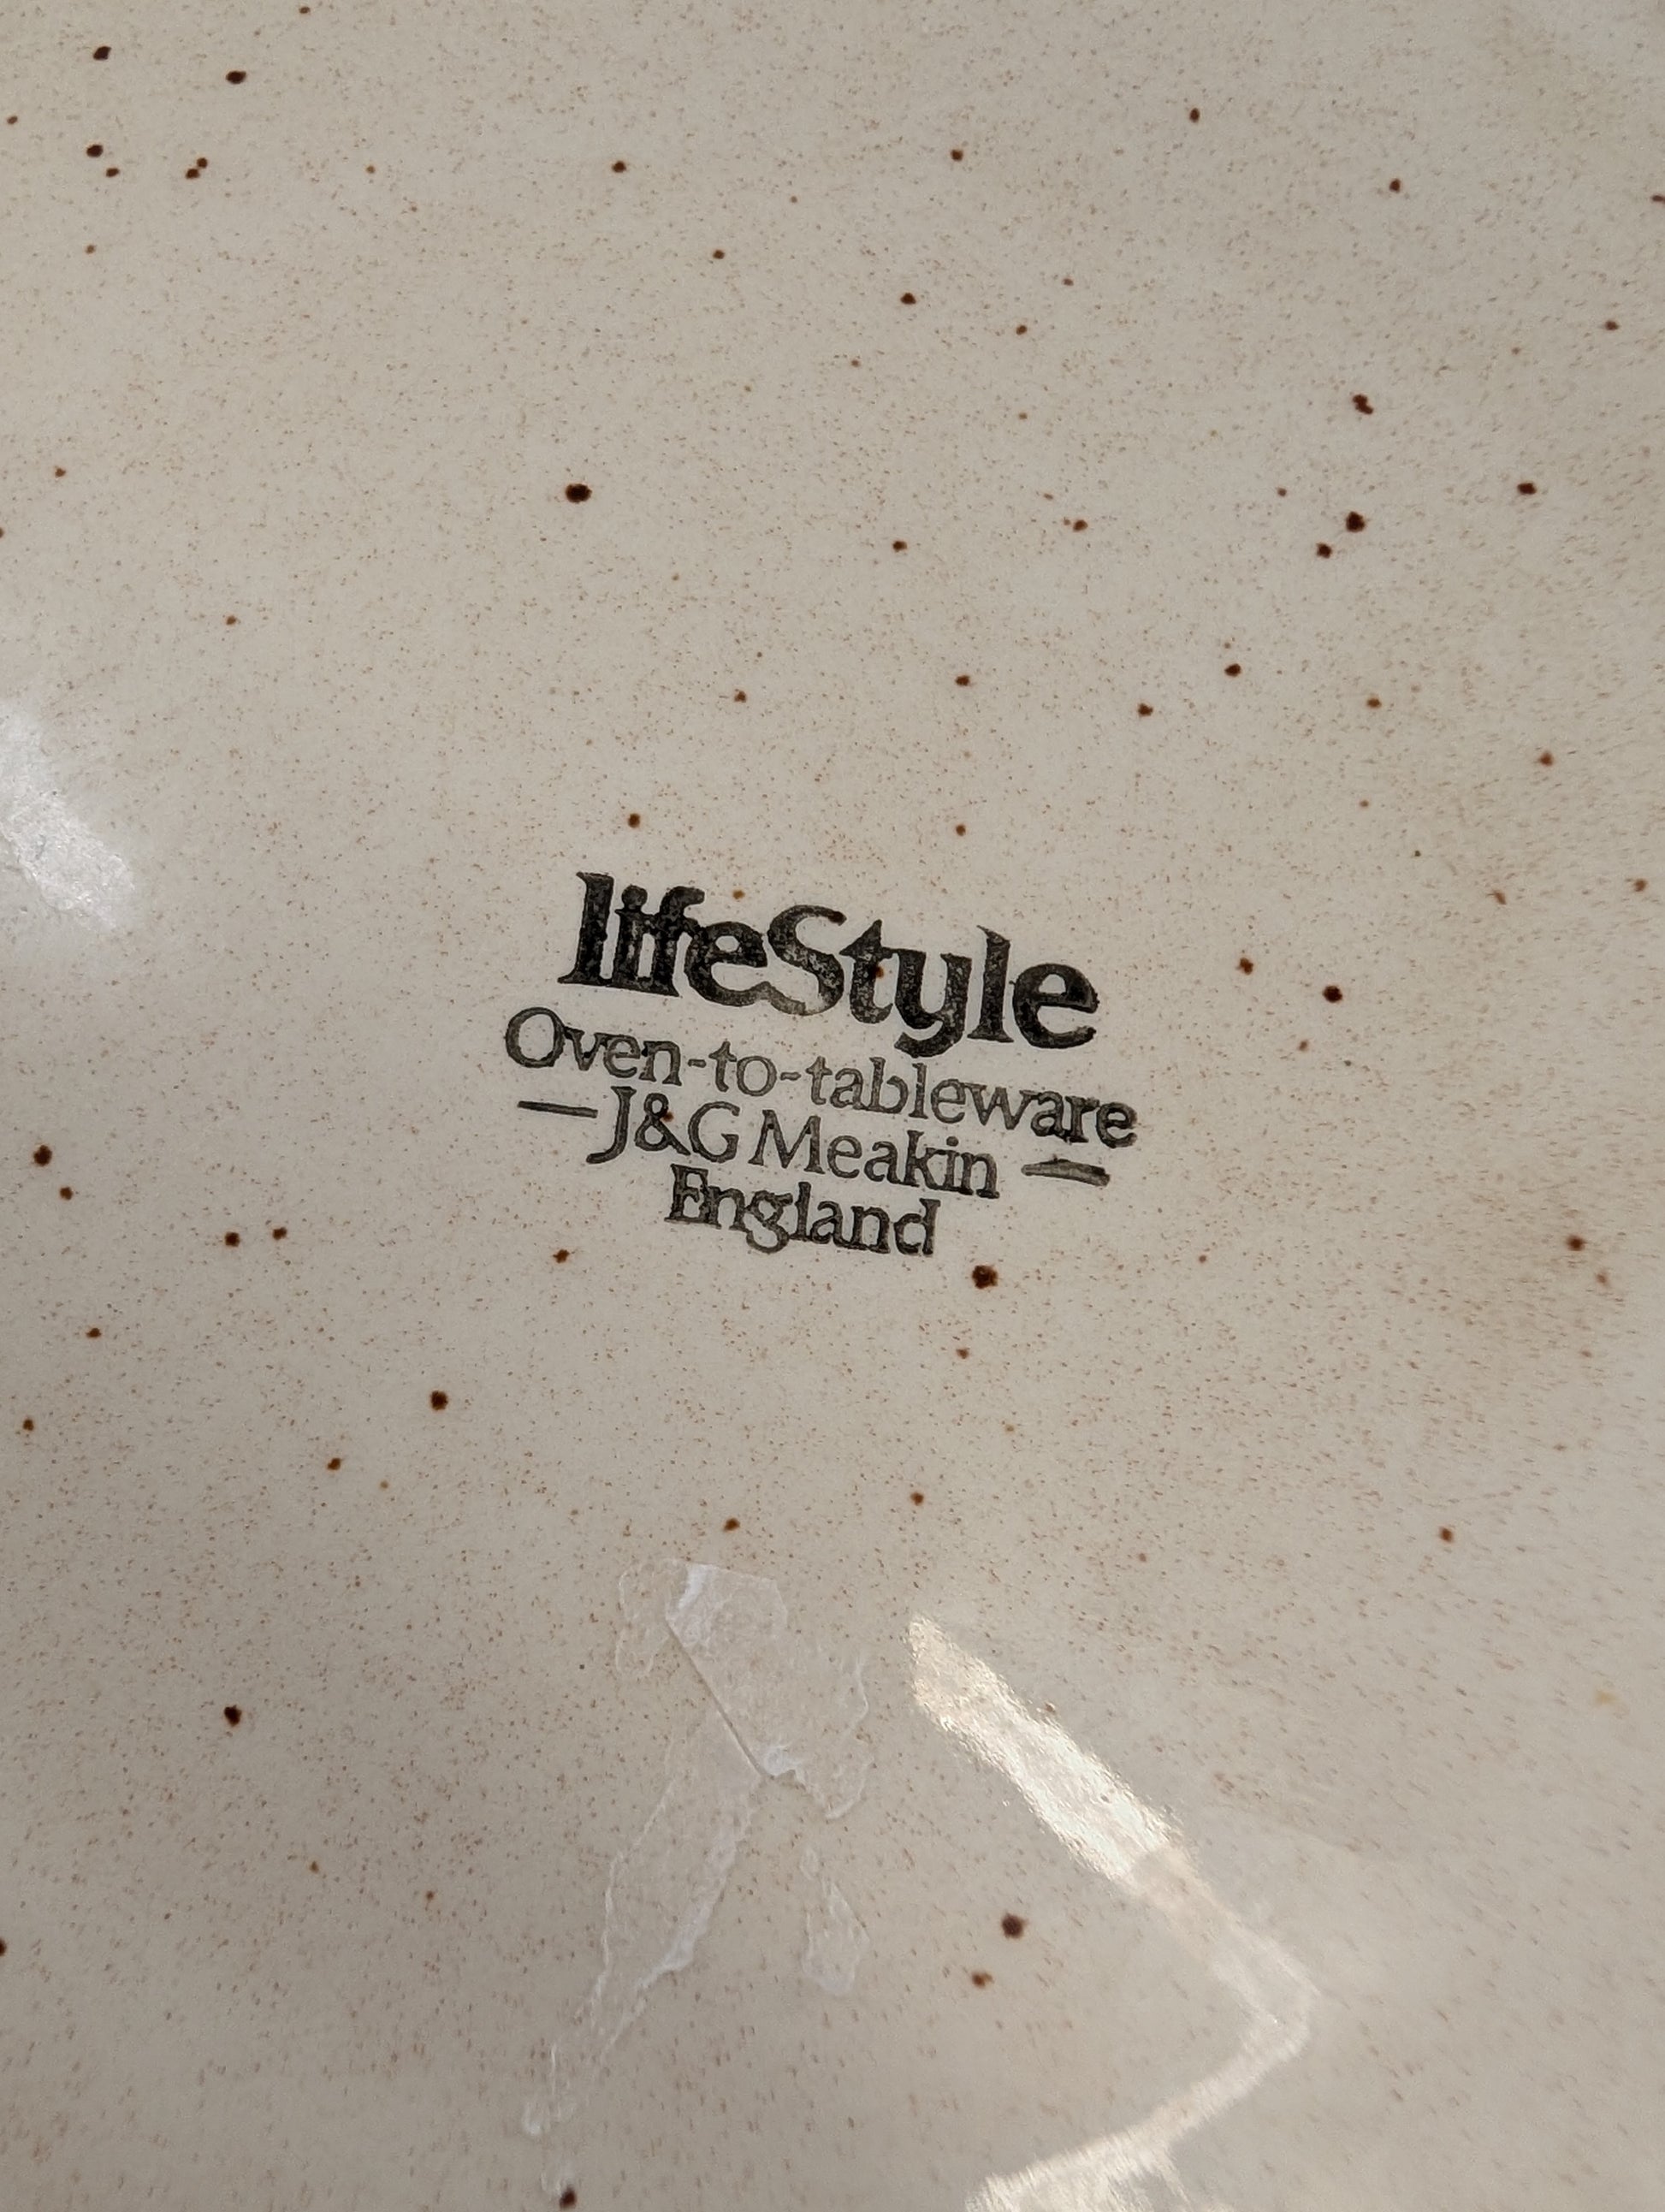 lifeStyle
Oven-to-tableware
— J&G Meakin —
England